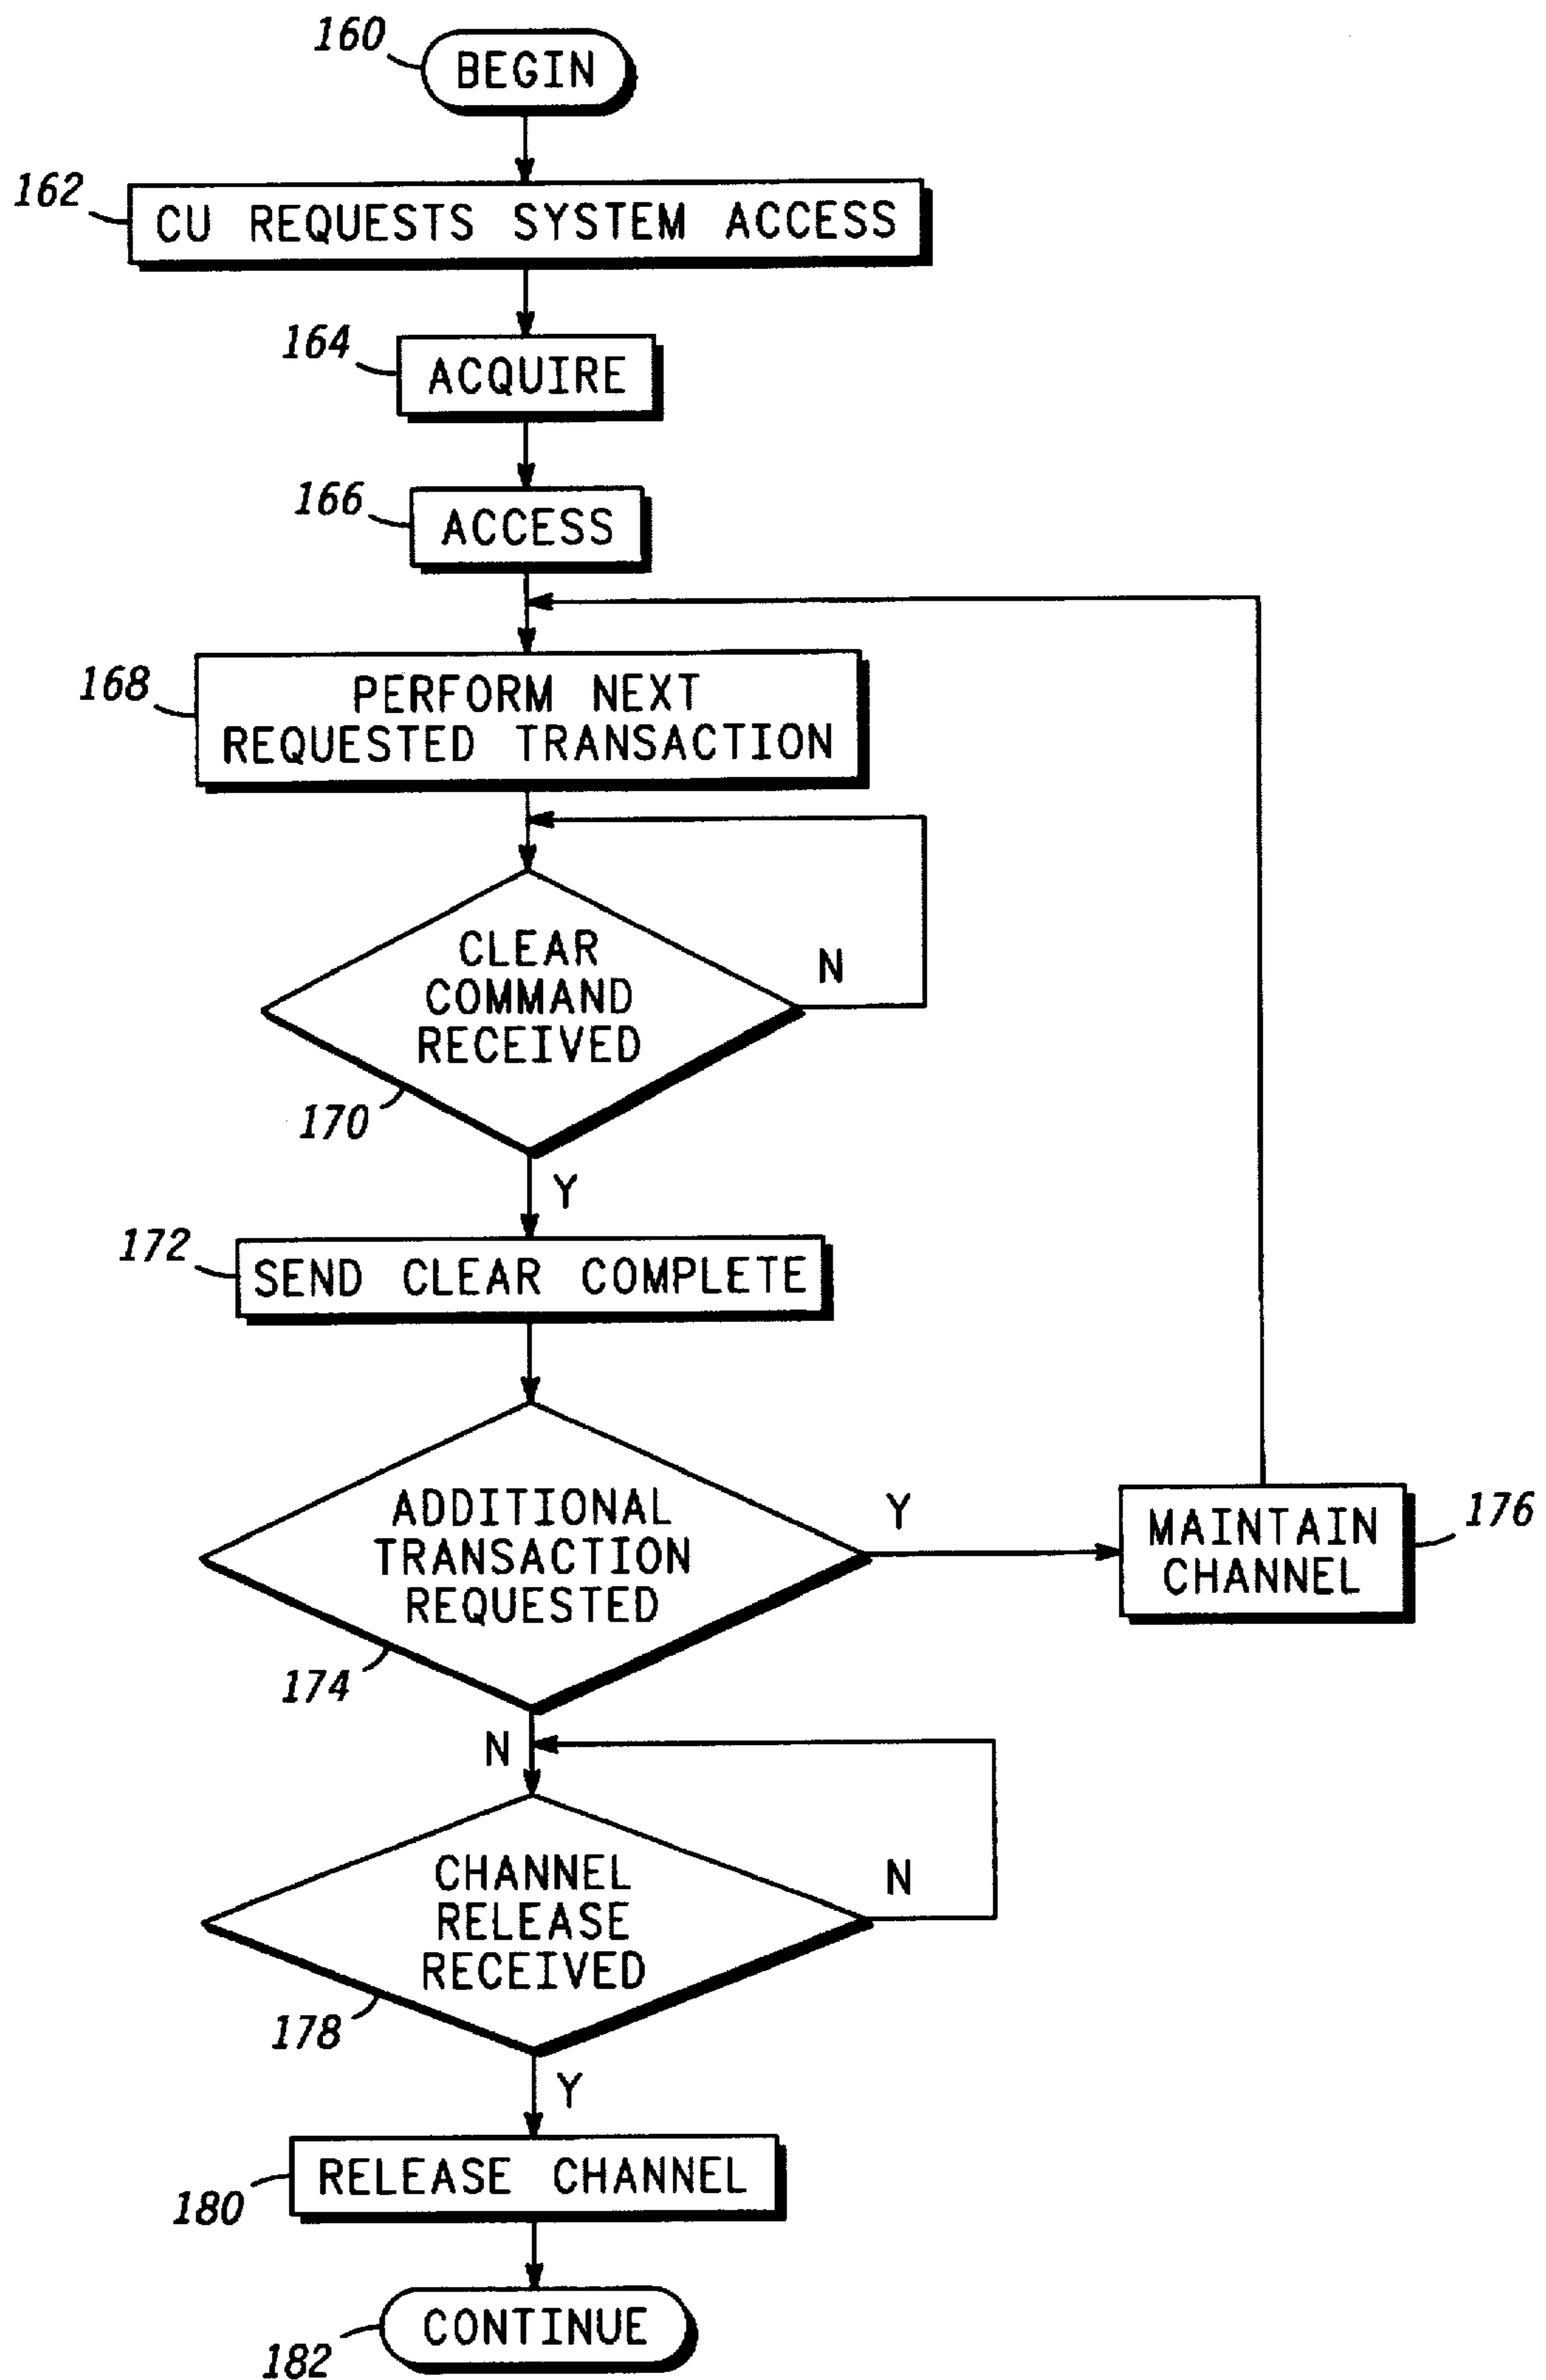 160
BEGIN
162
CU REQUESTS SYSTEM ACCESS
164
ACQUIRE
166
ACCESS
168
PERFORM NEXT
REQUESTED TRANSACTION
CLEAR
COMMAND
RECEIVED
N
170
Y
172
SEND CLEAR COMPLETE
ADDITIONAL
TRANSACTION
REQUESTED
Y
MAINTAIN
CHANNEL
176
174
N
CHANNEL
RELEASE
RECEIVED
N
178
Y
RELEASE CHANNEL
180
CONTINUE
182